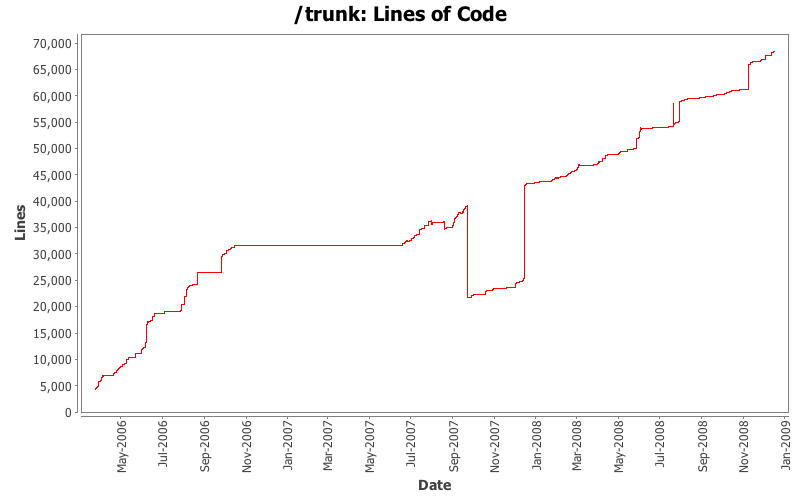 /trunk: Lines of Code
70,000
65,000
60,000
55,000
50,000
45,000
40,000
35,000
30,000
25,000
20,000
15,000
10,000
5,000
0
Lines
May-2006
Jul-2006
Sep-2006
Nov-2006
Jan-2007
Mar-2007
May-2007
Jul-2007
Sep-2007
Nov-2007
Jan-2008
Mar-2008
May-2008
Jul-2008
Sep-2008
Nov-2008
Jan-2009
Date